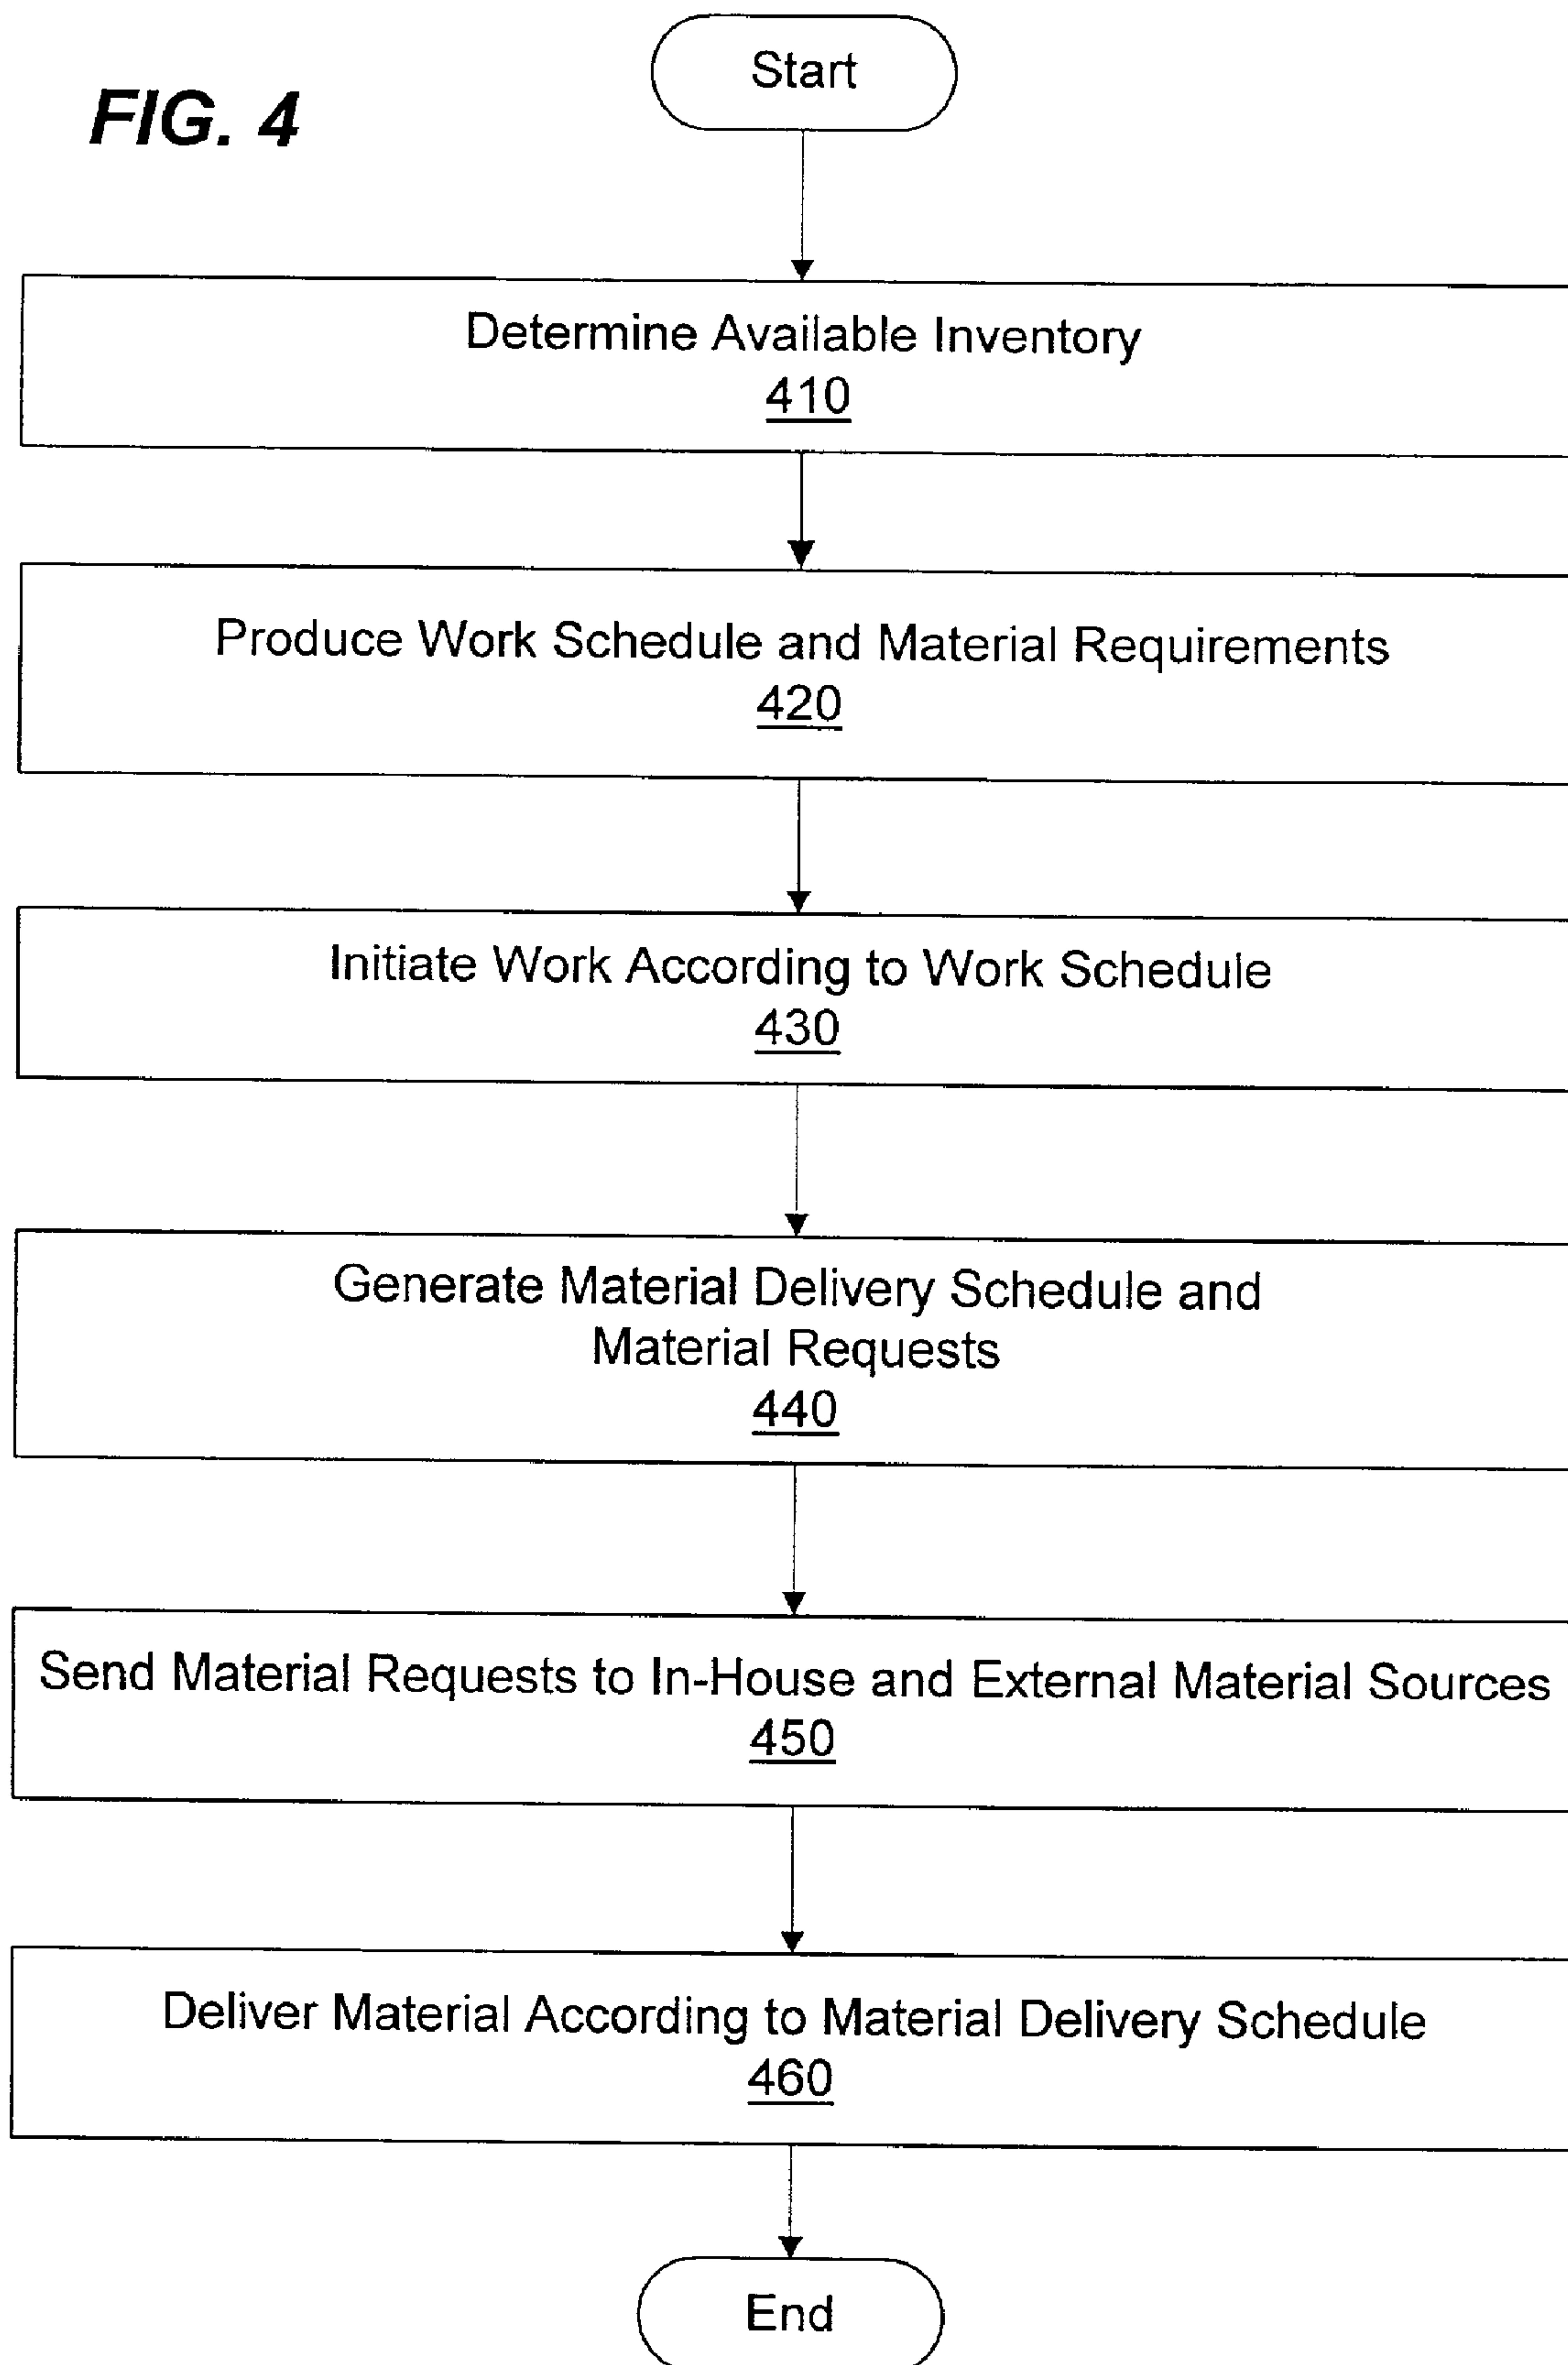 FIG. 4
Start
Determine Available Inventory
410
Produce Work Schedule and Material Requirements
420
Initiate Work According to Work Schedule
430
Generate Material Delivery Schedule and
Material Requests
440
Send Material Requests to In-House and External Material Sources
450
Deliver Material According to Material Delivery Schedule
460
End